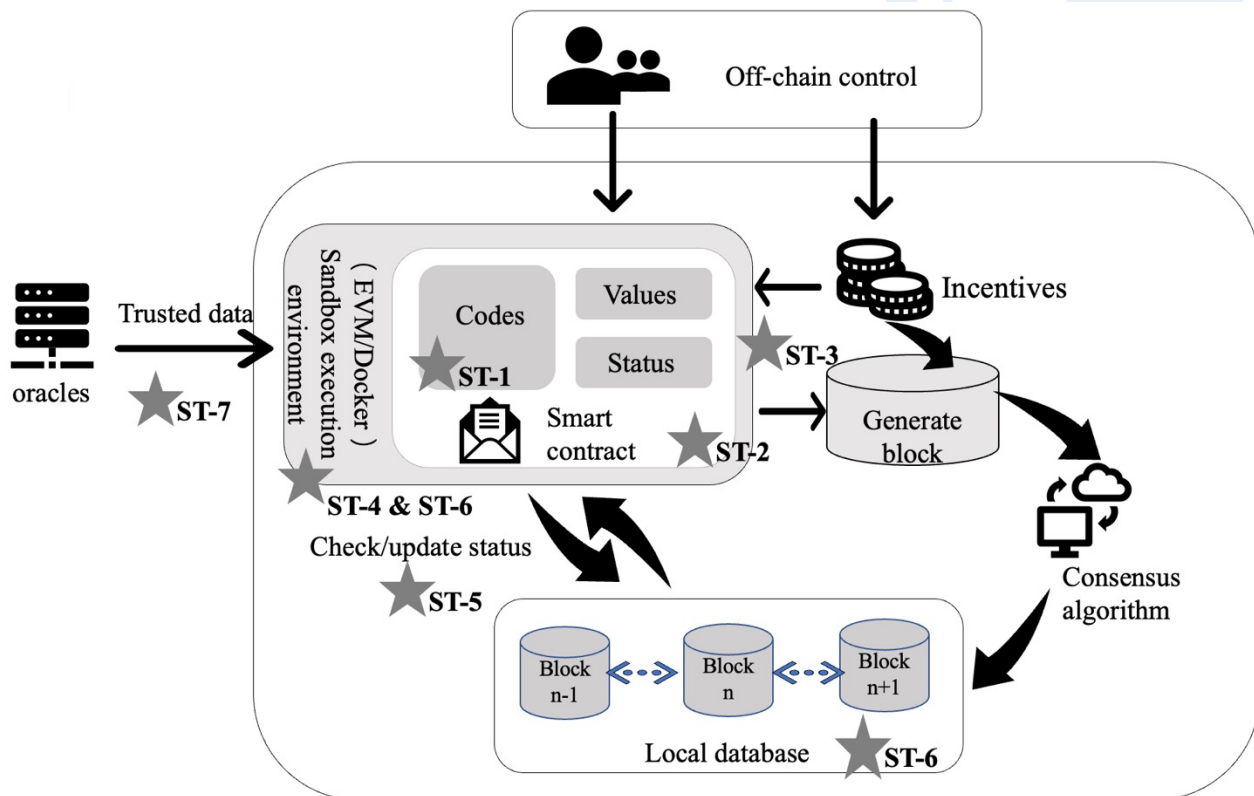 Off-chain control
oracles
Trusted data
ST-7
( EVM/Docker )
Sandbox execution
environment
Codes
Values
Status
ST-1
Smart
contract
ST-2
ST-3
Incentives
Generate
block
ST-4 & ST-6
Check/update status
ST-5
Consensus
algorithm
Block
n-1
Block
n
Block
n+1
Local database
ST-6